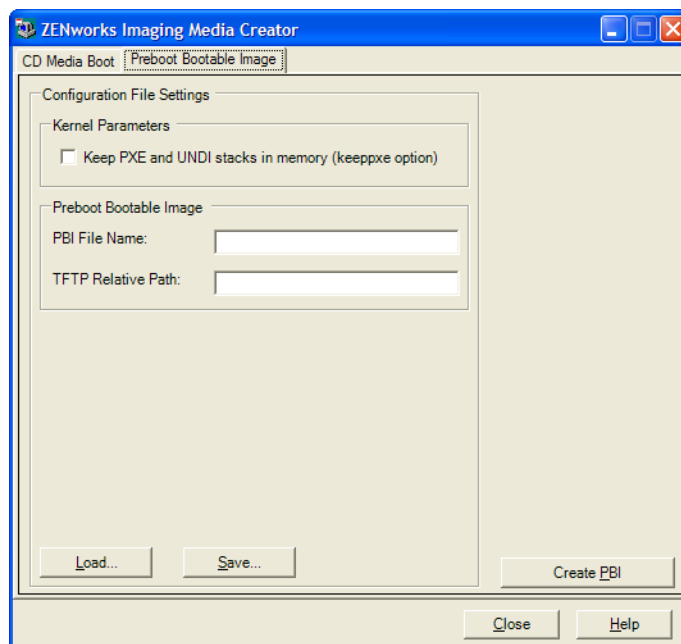 ZENworks Imaging Media Creator
CD Media Boot
Preboot Bootable Image
Configuration File Settings
Kernel Parameters
Keep PXE and UNDI stacks in memory (keeppxe option)
Preboot Bootable Image
PBI File Name:
TFTP Relative Path:
Load...
Save...
Create PBI
Close
Help